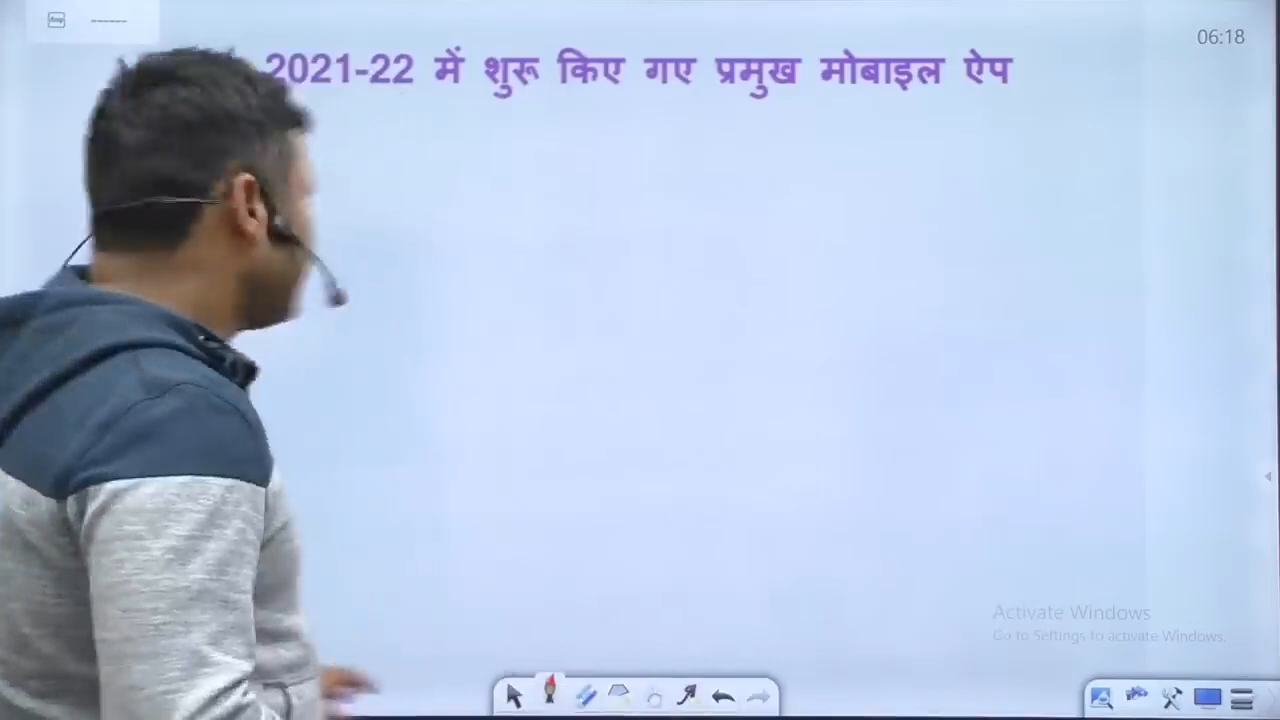 06:18
2021-22 में शुरू किए गए प्रमुख मोबाइल ऐप
Activate Windows
Go to Settings to activate Windows.